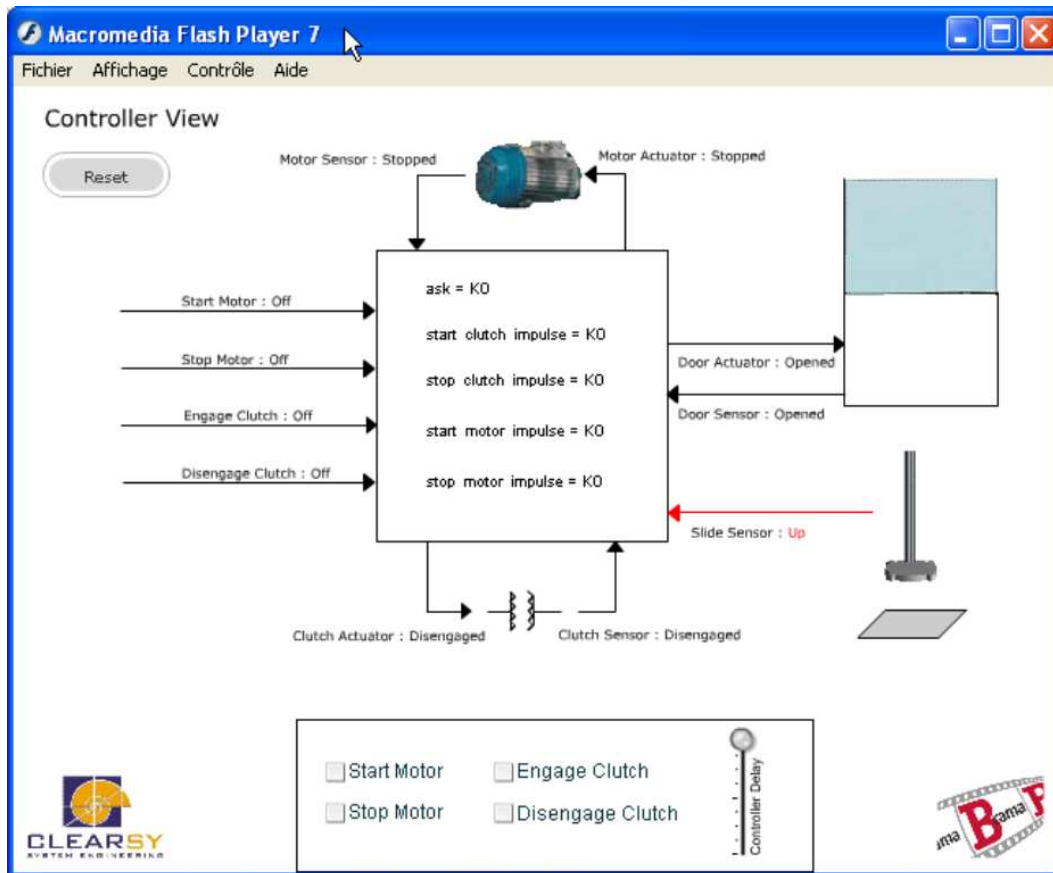 Macromedia Flash Player 7
Fichier Affichage Contrôle Aide
Controller View
Reset
Motor Sensor : Stopped
Motor Actuator : Stopped
ask = KO
start clutch impulse = KO
stop clutch impulse = KO
start motor impulse = KO
stop motor impulse = KO
Start Motor : Off
Stop Motor : Off
Engage Clutch : Off
Disengage Clutch : Off
Door Actuator : Opened
Door Sensor : Opened
Slide Sensor : Up
Clutch Actuator : Disengaged
Clutch Sensor : Disengaged
Start Motor
Engage Clutch
Stop Motor
Disengage Clutch
Controller Delay
CLEARSY
SYSTEM ENGINEERING
B
rama